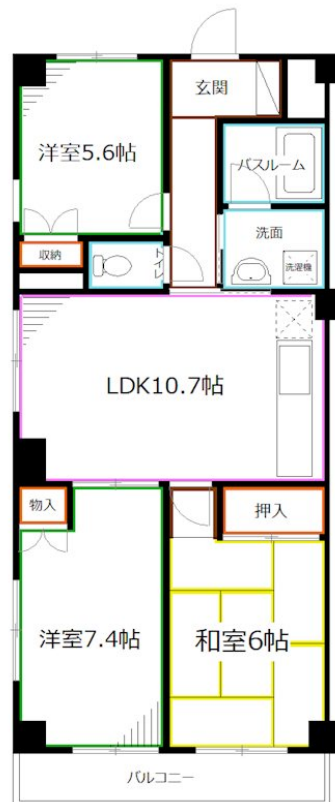 玄関
洋室5.6帖
バスルーム
洗面
収納
トイレ
洗濯機
LDK10.7帖
物入
押入
洋室7.4帖
和室6帖
バルコニー